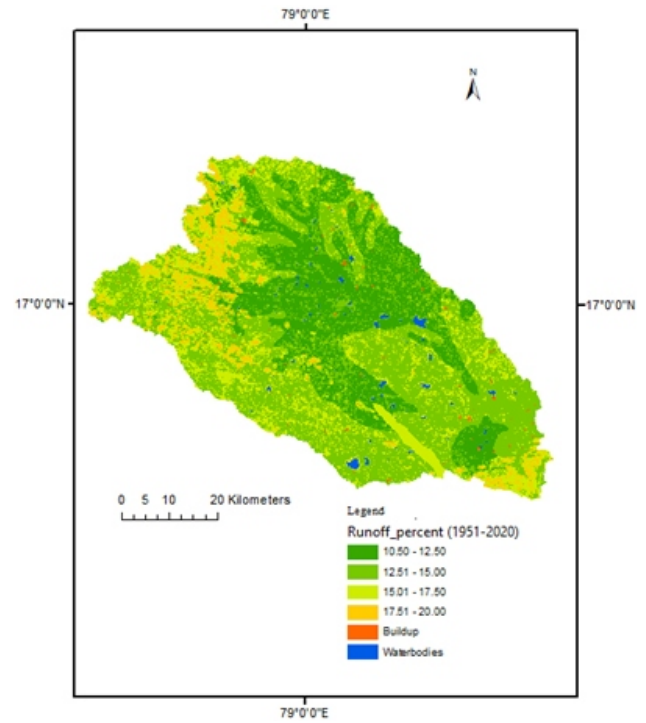 79°0'0"E
N
17°0'0"N
17°0'0"N
0 5 10 20 Kilometers
Legend
Runoff_percent (1951-2020)
10.50 - 12.50
12.51 - 15.00
15.01 - 17.50
17.51 - 20.00
Buildup
Waterbodies
79°0'0"E